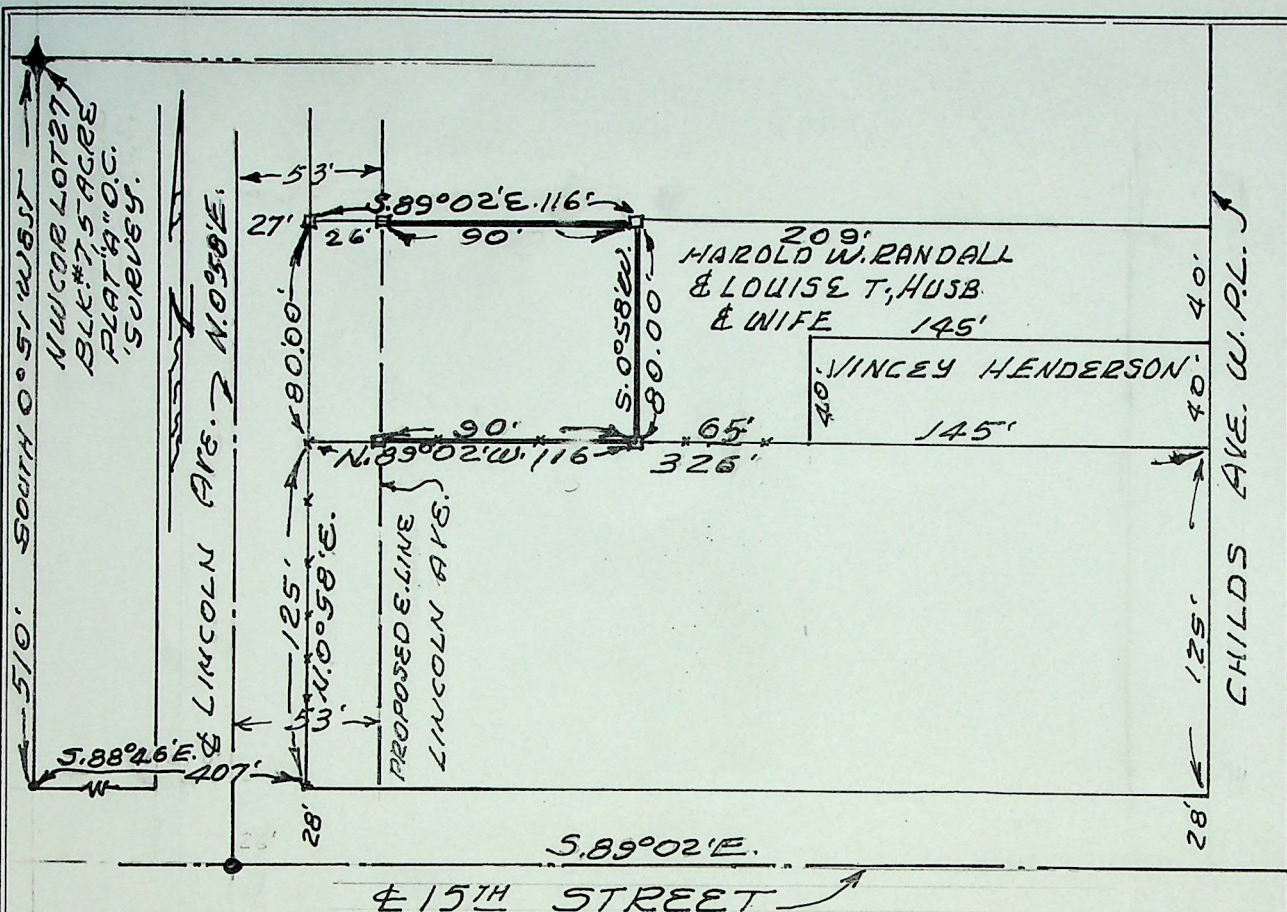 NW COR LOT 27
BLK. #7, 5 ACRE
PLAT "A" O.C.
SURVEY.
510' SOUTH 0°51' WEST
℄ LINCOLN AVE. N.0°58'E.
53'
S.89°02'E. 116'
27'
26'
90'
80.00'
S.0°58'W.
80.00'
209'
HAROLD W. RANDALL
& LOUISE T., HUSB.
& WIFE
145'
40'
VINCEY HENDERSON
40'
40'
145'
90'
N.89°02'W. 116'
65'
326'
CHILDS AVE. W.P.L.
125'
N.0°58'E.
PROPOSED E. LINE
LINCOLN AVE.
125'
53'
S.88°46'E.
407'
28'
28'
26'
S.89°02'E.
℄ 15TH STREET